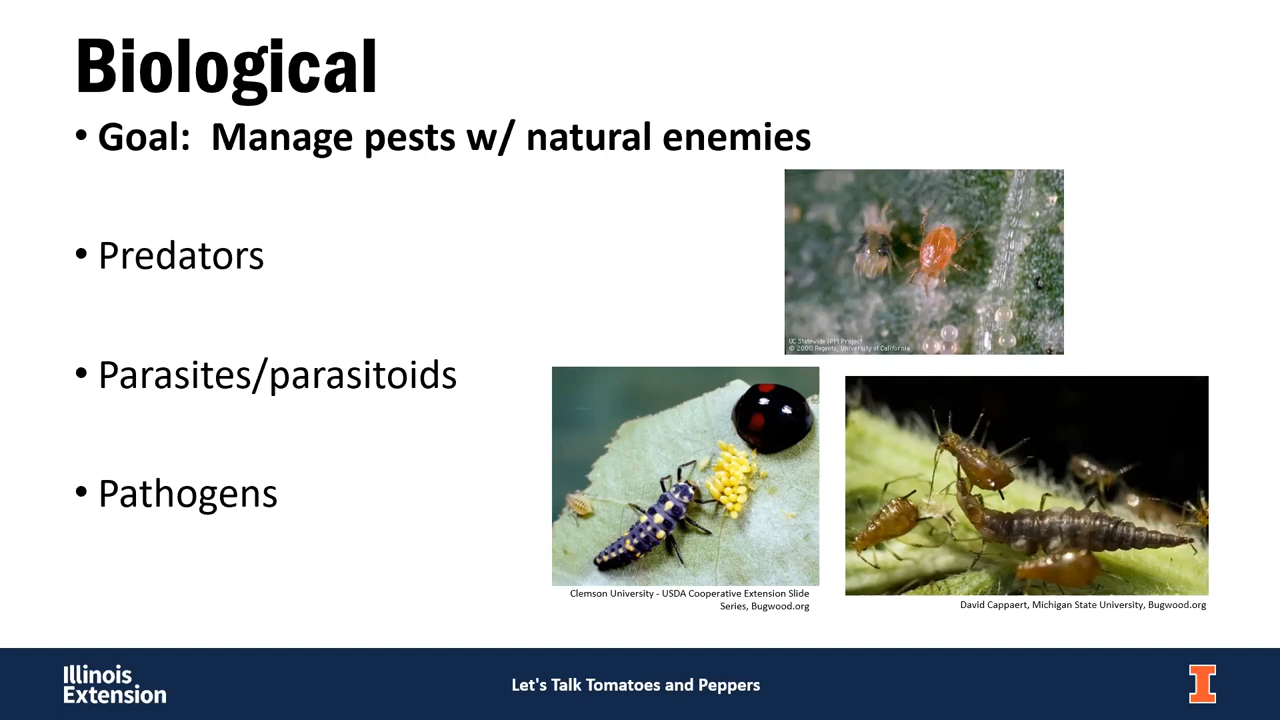 Biological
• Goal:  Manage pests w/ natural enemies
• Predators
• Parasites/parasitoids
• Pathogens
UC Statewide IPM Project
© 2000 Regents, University of California
Clemson University - USDA Cooperative Extension Slide
Series, Bugwood.org
David Cappaert, Michigan State University, Bugwood.org
Illinois
Extension
Let's Talk Tomatoes and Peppers
I